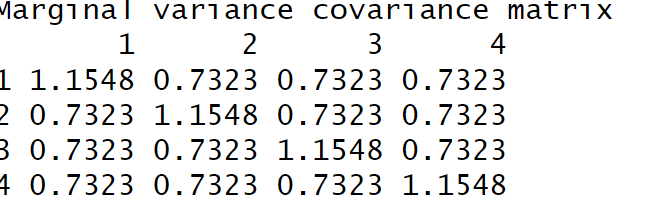 Marginal variance covariance matrix
1 2 3 4
1 1.1548 0.7323 0.7323 0.7323
2 0.7323 1.1548 0.7323 0.7323
3 0.7323 0.7323 1.1548 0.7323
4 0.7323 0.7323 0.7323 1.1548